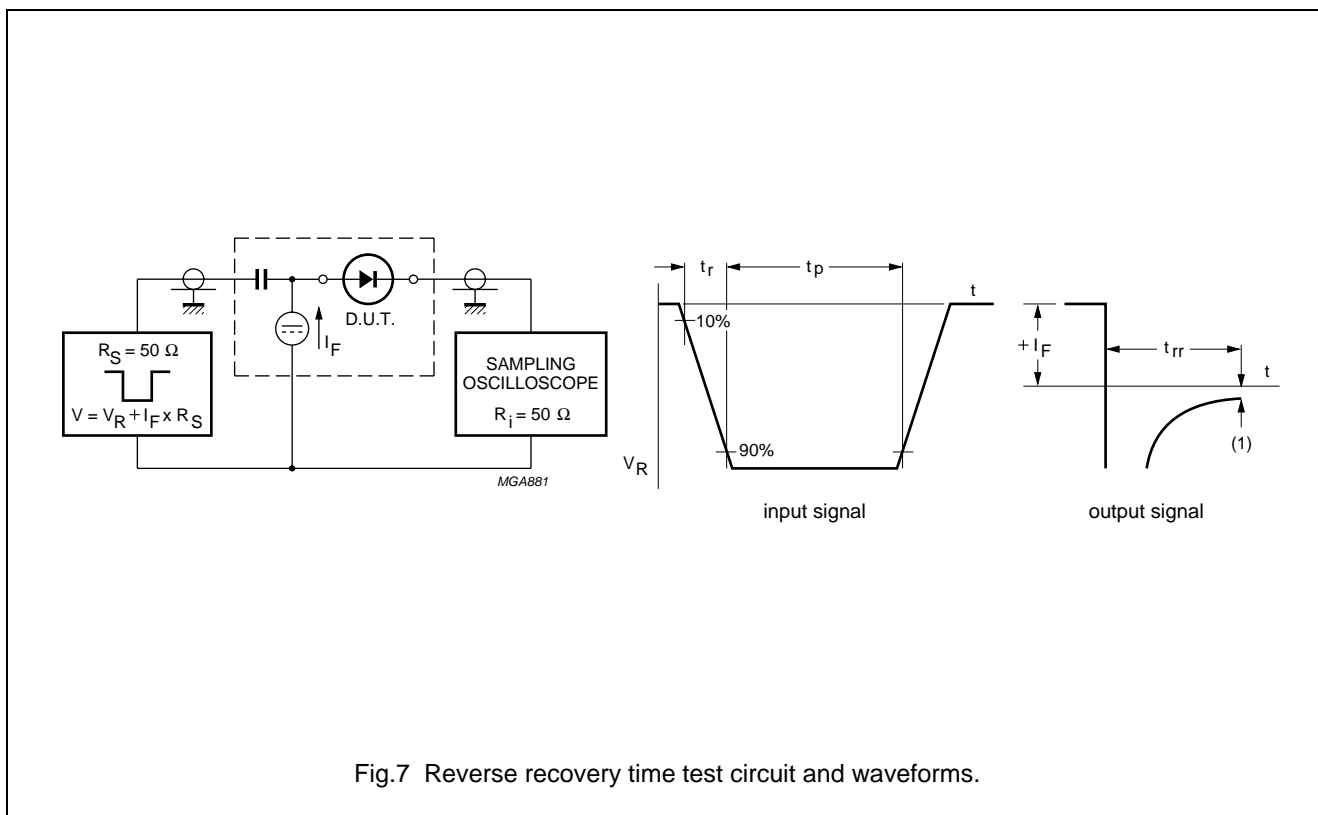 R_S = 50 Ω
V = V_R + I_F x R_S
I_F
D.U.T.
SAMPLING
OSCILLOSCOPE
R_i = 50 Ω
MGA881
t_r
t_p
t
10%
90%
V_R
input signal
+ I_F
t_rr
t
(1)
output signal
Fig.7 Reverse recovery time test circuit and waveforms.